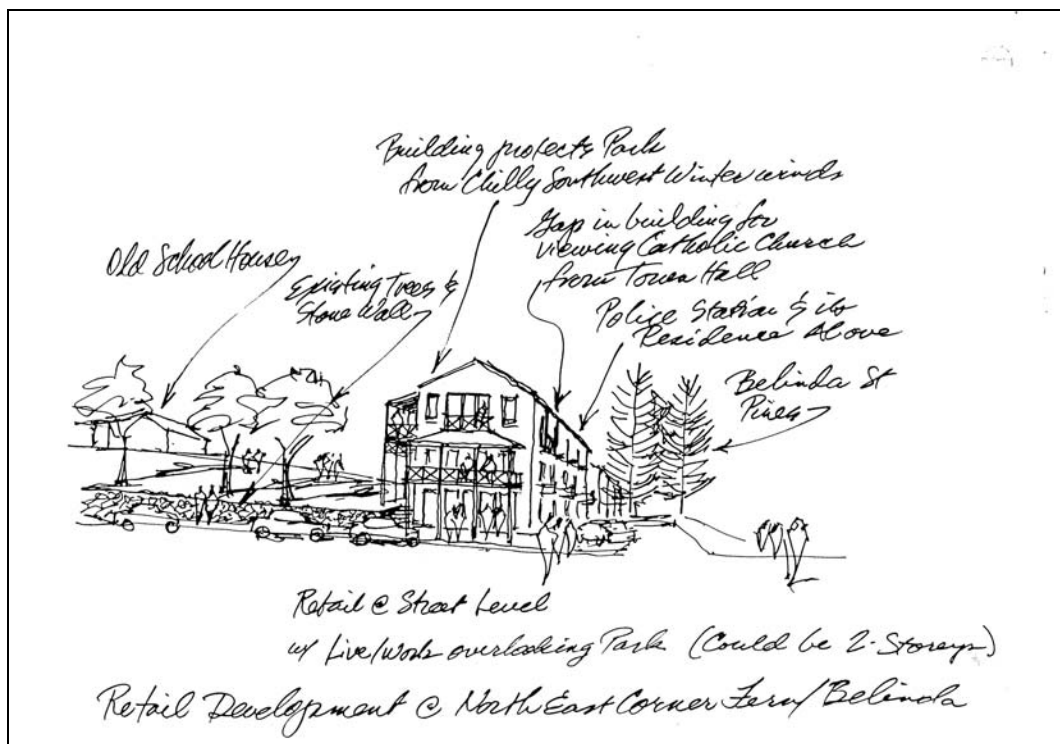 Building protects Park
from Chilly Southwest Winter winds
Gap in building for
viewing Catholic Church
from Town Hall
Old School House
Existing Trees &
Stone Wall
Police Station & its
Residence Above
Belinda St
Pines
Retail @ Street Level
w/ Live/Work overlooking Park (Could be 2-Storeys)
Retail Development @ North East Corner Fern/Belinda